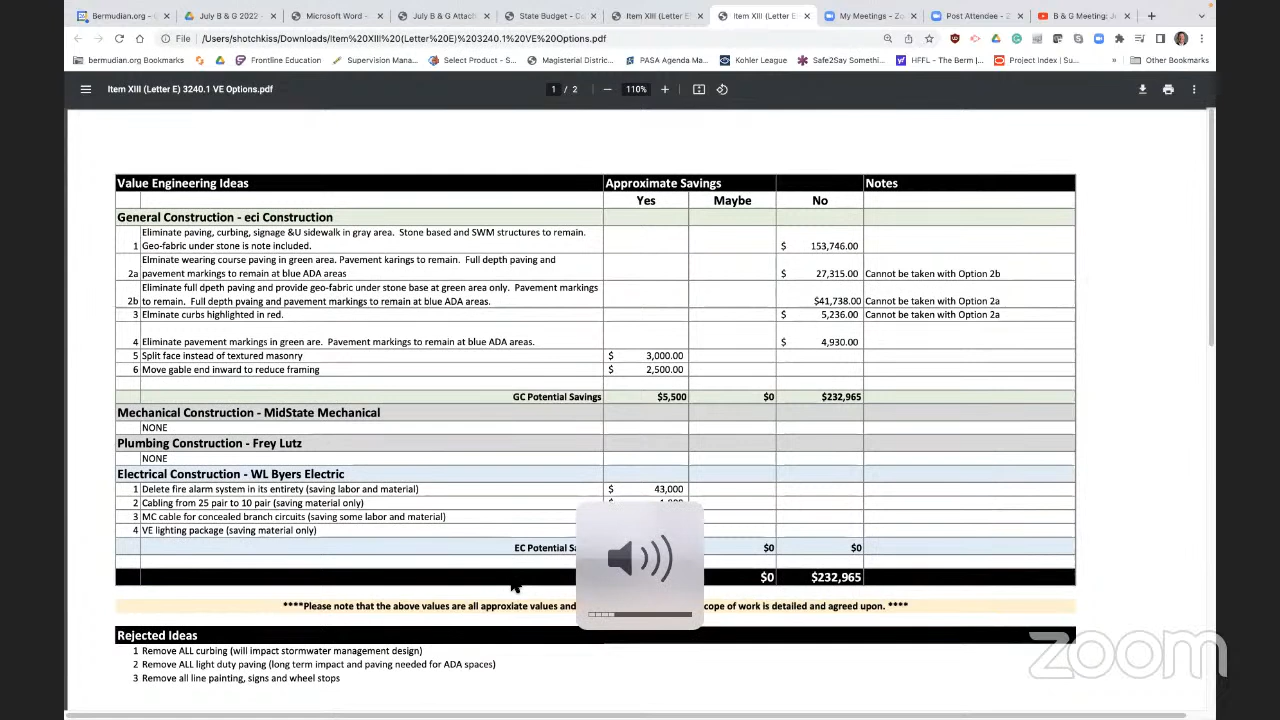 Bermudian.org - C
July B & G 2022 -
Microsoft Word -
July B & G Attach
State Budget - Co
Item XIII (Letter E
Item XIII (Letter E
My Meetings - Zo
Post Attendee - Z
B & G Meeting: J
File /Users/shotchkiss/Downloads/Item%20XIII%20(Letter%20E)%203240.1%20VE%20Options.pdf
bermudian.org Bookmarks
Frontline Education
Supervision Mana...
Select Product - S...
Magisterial Distric...
PASA Agenda Ma...
Kohler League
Safe2Say Somethi...
HFFL - The Berm |...
Project Index | Su...
» Other Bookmarks
Item XIII (Letter E) 3240.1 VE Options.pdf
1 / 2
110%
Value Engineering Ideas Approximate Savings Notes
Yes Maybe No
General Construction - eci Construction
Eliminate paving, curbing, signage &U sidewalk in gray area. Stone based and SWM structures to remain.
1 Geo-fabric under stone is note included. $ 153,746.00
Elminate wearing course paving in green area. Pavement karings to remain. Full depth paving and
2a pavement markings to remain at blue ADA areas $ 27,315.00 Cannot be taken with Option 2b
Eliminate full dpeth paving and provide geo-fabric under stone base at green area only. Pavement markings
2b to remain. Full depth pvaing and pavement markings to remain at blue ADA areas. $41,738.00 Cannot be taken with Option 2a
3 Elminate curbs highlighted in red. $ 5,236.00 Cannot be taken with Option 2a
4 Eliminate pavement markings in green are. Pavement markings to remain at blue ADA areas. $ 4,930.00
5 Split face instead of textured masonry $ 3,000.00
6 Move gable end inward to reduce framing $ 2,500.00
GC Potential Savings $5,500 $0 $232,965
Mechanical Construction - MidState Mechanical
NONE
Plumbing Construction - Frey Lutz
NONE
Electrical Construction - WL Byers Electric
1 Delete fire alarm system in its entirety (saving labor and material) $ 43,000
2 Cabling from 25 pair to 10 pair (saving material only)
3 MC cable for concealed branch circuits (saving some labor and material)
4 VE lighting package (saving material only)
EC Potential $0 $0
$0 $232,965
****Please note that the above values are all approxiate values and cope of work is detailed and agreed upon. ****
Rejected Ideas
1 Remove ALL curbing (will impact stormwater management design)
2 Remove ALL light duty paving (long term impact and paving needed for ADA spaces)
3 Remove all line painting, signs and wheel stops
zoom